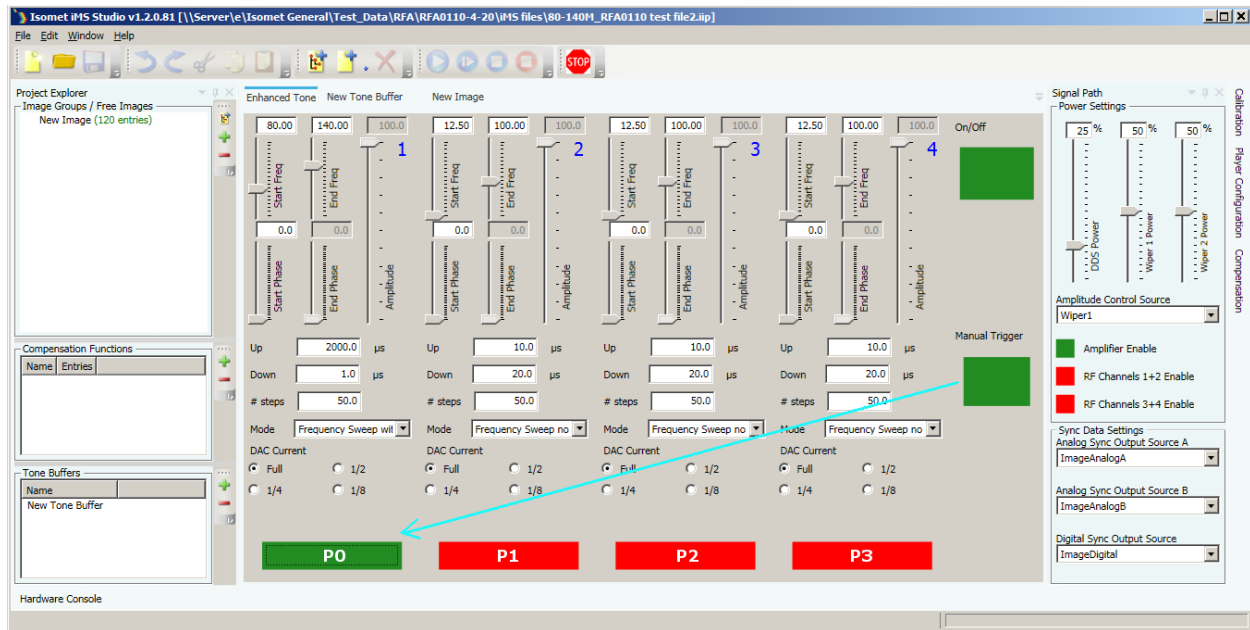 Isomet iMS Studio v1.2.0.81 [\\Server\e\Isomet General\Test_Data\RFA\RFA0110-4-20\iMS files\80-140M_RFA0110 test file2.iip]
File Edit Window Help
STOP
Project Explorer
Image Groups / Free Images
New Image (120 entries)
Compensation Functions
Name Entries
Tone Buffers
Name
New Tone Buffer
Hardware Console
Enhanced Tone New Tone Buffer New Image
80.00 140.00 100.0 12.50 100.00 100.0 12.50 100.00 100.0 12.50 100.00 100.0
1 2 3 4
Start Freq End Freq Start Freq End Freq Start Freq End Freq Start Freq End Freq
0.0 0.0 0.0 0.0 0.0 0.0 0.0 0.0
Start Phase End Phase Amplitude Start Phase End Phase Amplitude Start Phase End Phase Amplitude Start Phase End Phase Amplitude
Up 2000.0 µs Up 10.0 µs Up 10.0 µs Up 10.0 µs
Down 1.0 µs Down 20.0 µs Down 20.0 µs Down 20.0 µs
# steps 50.0 # steps 50.0 # steps 50.0 # steps 50.0
Mode Frequency Sweep wit Mode Frequency Sweep no Mode Frequency Sweep no Mode Frequency Sweep no
DAC Current DAC Current DAC Current DAC Current
Full 1/2 Full 1/2 Full 1/2 Full 1/2
1/4 1/8 1/4 1/8 1/4 1/8 1/4 1/8
P0 P1 P2 P3
On/Off
Manual Trigger
Signal Path
Power Settings
25 % 50 % 50 %
DDS Power Wiper 1 Power Wiper 2 Power
Amplitude Control Source
Wiper1
Amplifier Enable
RF Channels 1+2 Enable
RF Channels 3+4 Enable
Sync Data Settings
Analog Sync Output Source A
ImageAnalogA
Analog Sync Output Source B
ImageAnalogB
Digital Sync Output Source
ImageDigital
Calibration
Player Configuration
Compensation